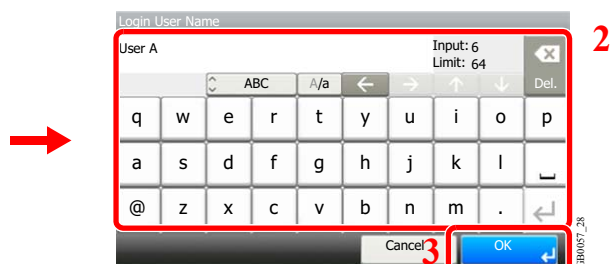 Login User Name
User A
Input: 6
Limit: 64
2
ABC A/a ← → ↑ ↓ Del.
q w e r t y u i o p
a s d f g h j k l
@ z x c v b n m .
Cancel 3 OK
GB0057_28